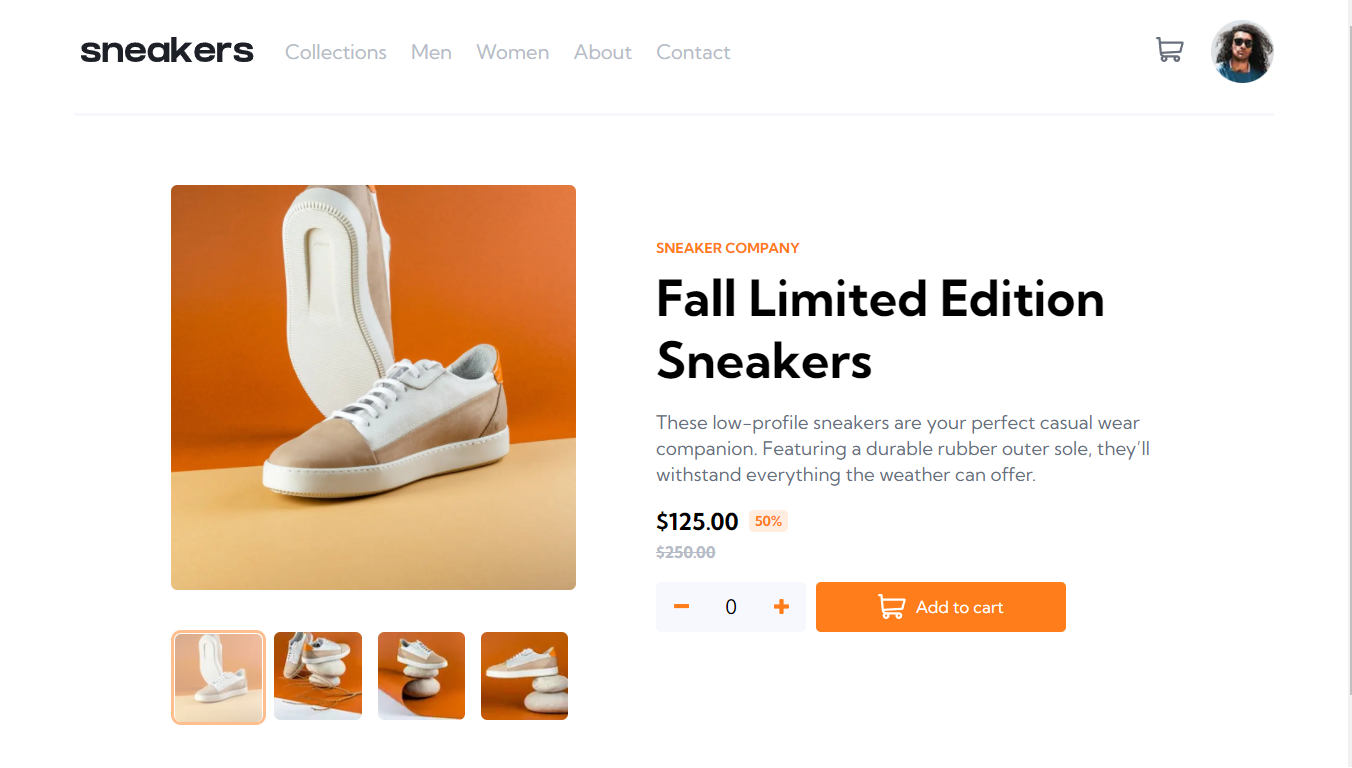 sneakers Collections Men Women About Contact
SNEAKER COMPANY
Fall Limited Edition
Sneakers
These low-profile sneakers are your perfect casual wear
companion. Featuring a durable rubber outer sole, they’ll
withstand everything the weather can offer.
$125.00 50%
$250.00
0 Add to cart